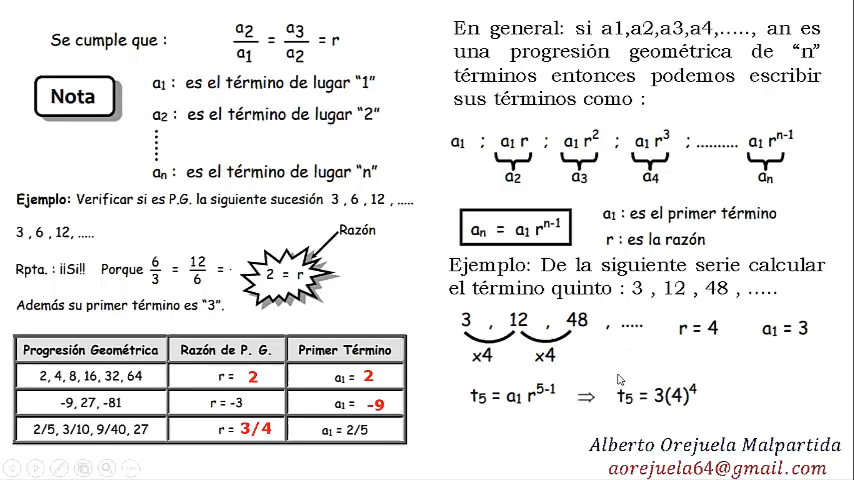 Se cumple que : a2/a1 = a3/a2 = r
Nota
a1 : es el término de lugar "1"
a2 : es el término de lugar "2"
an : es el término de lugar "n"
Ejemplo: Verificar si es P.G. la siguiente sucesión 3 , 6 , 12 , .....
3 , 6 , 12, .....
Razón
Rpta. : ¡¡Si!! Porque 6/3 = 12/6 = · 2 = r
Además su primer término es "3".
Progresión Geométrica Razón de P. G. Primer Término
2, 4, 8, 16, 32, 64 r = 2 a1 = 2
-9, 27, -81 r = -3 a1 = -9
2/5, 3/10, 9/40, 27 r = 3/4 a1 = 2/5
En general: si a1,a2,a3,a4,....., an es
una progresión geométrica de “n”
términos entonces podemos escribir
sus términos como :
a1 ; a1 r ; a1 r^2 ; a1 r^3 ; .......... a1 r^n-1
a2 a3 a4 an
an = a1 r^n-1
a1 : es el primer término
r : es la razón
Ejemplo: De la siguiente serie calcular
el término quinto : 3 , 12 , 48 , .....
3 , 12 , 48 , ..... r = 4 a1 = 3
x4 x4
t5 = a1 r^5-1 ⇒ t5 = 3(4)^4
Alberto Orejuela Malpartida
aorejuela64@gmail.com